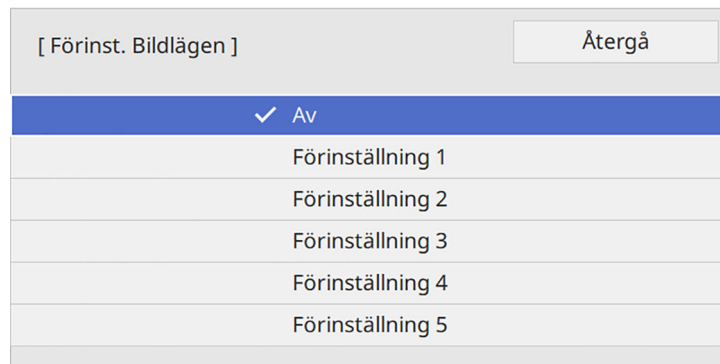 [ Förinst. Bildlägen ]
Återgå
Av
Förinställning 1
Förinställning 2
Förinställning 3
Förinställning 4
Förinställning 5